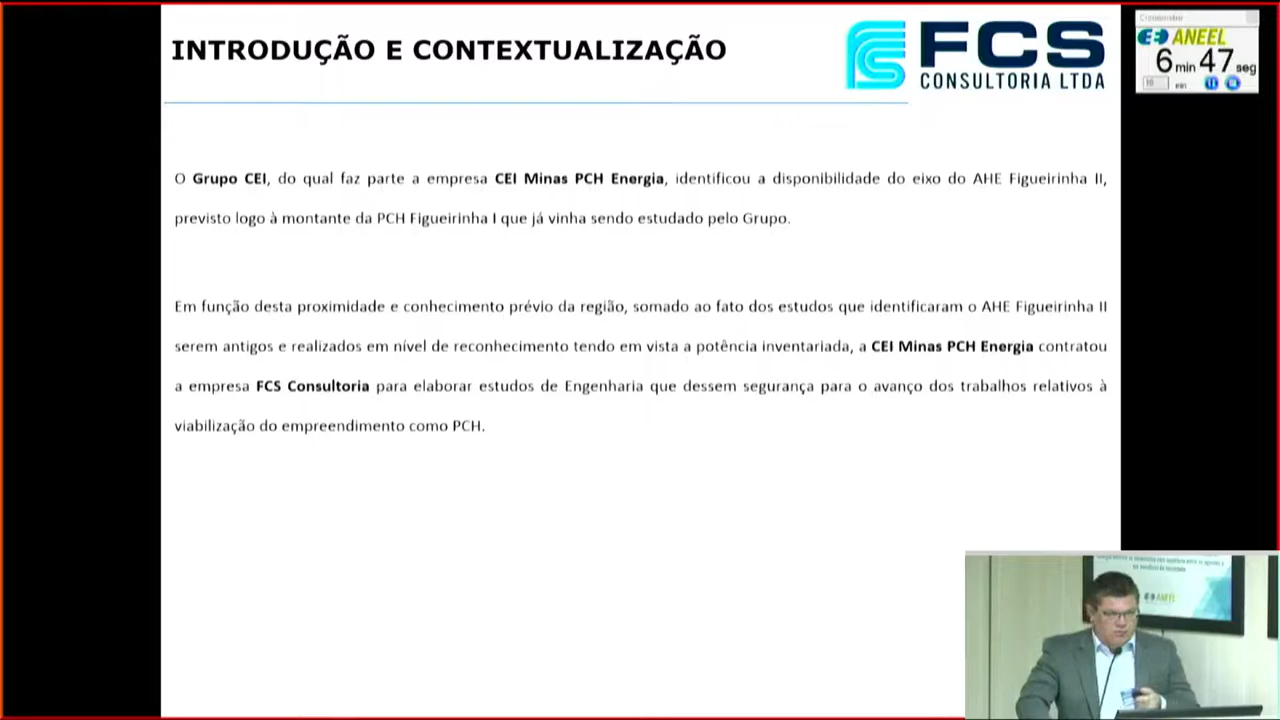 INTRODUÇÃO E CONTEXTUALIZAÇÃO
FCS
CONSULTORIA LTDA
Cronometro
ANEEL
6 min 47 seg
10 min
O Grupo CEI, do qual faz parte a empresa CEI Minas PCH Energia, identificou a disponibilidade do eixo do AHE Figueirinha II,
previsto logo à montante da PCH Figueirinha I que já vinha sendo estudado pelo Grupo.
Em função desta proximidade e conhecimento prévio da região, somado ao fato dos estudos que identificaram o AHE Figueirinha II
serem antigos e realizados em nível de reconhecimento tendo em vista a potência inventariada, a CEI Minas PCH Energia contratou
a empresa FCS Consultoria para elaborar estudos de Engenharia que dessem segurança para o avanço dos trabalhos relativos à
viabilização do empreendimento como PCH.
ANEEL